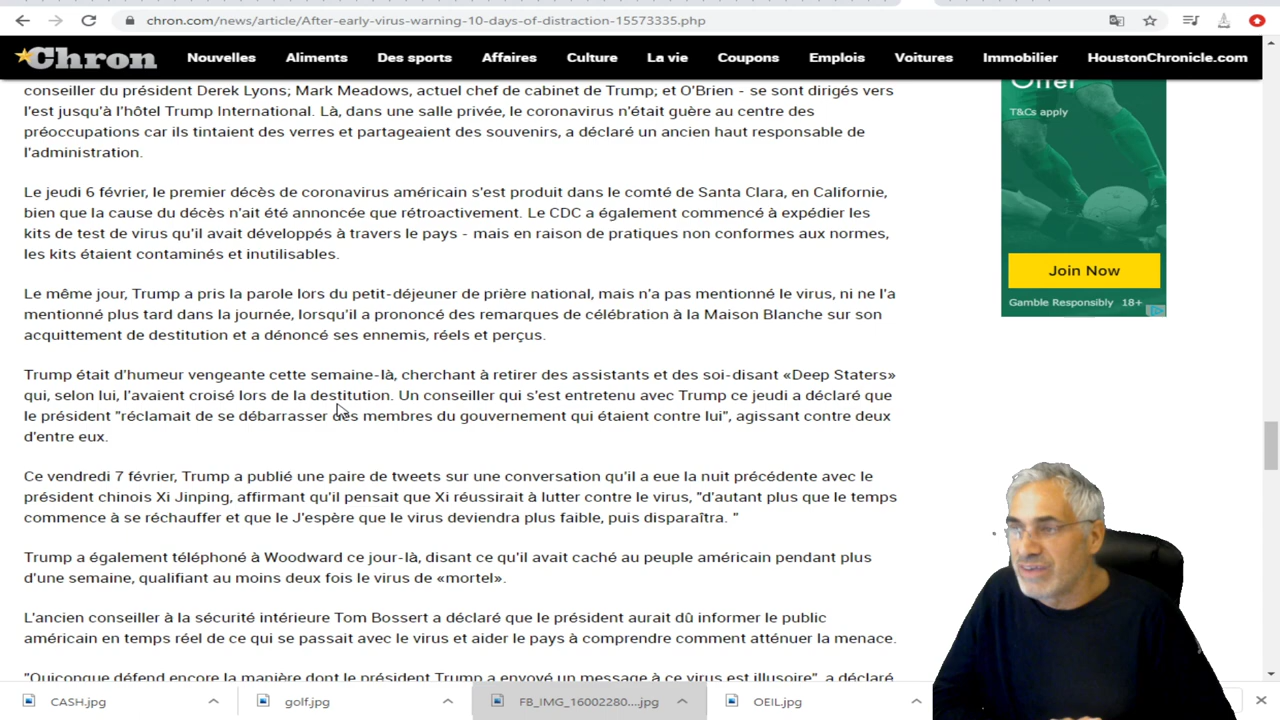 chron.com/news/article/After-early-virus-warning-10-days-of-distraction-15573335.php
Chron
Nouvelles Aliments Des sports Affaires Culture La vie Coupons Emplois Voitures Immobilier HoustonChronicle.com
conseiller du président Derek Lyons; Mark Meadows, actuel chef de cabinet de Trump; et O'Brien - se sont dirigés vers
l'est jusqu'à l'hôtel Trump International. Là, dans une salle privée, le coronavirus n'était guère au centre des
préoccupations car ils tintaient des verres et partageaient des souvenirs, a déclaré un ancien haut responsable de
l'administration.
Le jeudi 6 février, le premier décès de coronavirus américain s'est produit dans le comté de Santa Clara, en Californie,
bien que la cause du décès n'ait été annoncée que rétroactivement. Le CDC a également commencé à expédier les
kits de test de virus qu'il avait développés à travers le pays - mais en raison de pratiques non conformes aux normes,
les kits étaient contaminés et inutilisables.
Le même jour, Trump a pris la parole lors du petit-déjeuner de prière national, mais n'a pas mentionné le virus, ni ne l'a
mentionné plus tard dans la journée, lorsqu'il a prononcé des remarques de célébration à la Maison Blanche sur son
acquittement de destitution et a dénoncé ses ennemis, réels et perçus.
Trump était d'humeur vengeante cette semaine-là, cherchant à retirer des assistants et des soi-disant «Deep Staters»
qui, selon lui, l'avaient croisé lors de la destitution. Un conseiller qui s'est entretenu avec Trump ce jeudi a déclaré que
le président "réclamait de se débarrasser des membres du gouvernement qui étaient contre lui", agissant contre deux
d'entre eux.
Ce vendredi 7 février, Trump a publié une paire de tweets sur une conversation qu'il a eue la nuit précédente avec le
président chinois Xi Jinping, affirmant qu'il pensait que Xi réussirait à lutter contre le virus, "d'autant plus que le temps
commence à se réchauffer et que le J'espère que le virus deviendra plus faible, puis disparaîtra. “
Trump a également téléphoné à Woodward ce jour-là, disant ce qu'il avait caché au peuple américain pendant plus
d'une semaine, qualifiant au moins deux fois le virus de «mortel».
L'ancien conseiller à la sécurité intérieure Tom Bossert a déclaré que le président aurait dû informer le public
américain en temps réel de ce qui se passait avec le virus et aider le pays à comprendre comment atténuer la menace.
"Quiconque défend encore la manière dont le président Trump a envoyé un message à ce virus est illusoire", a déclaré
Offer
T&Cs apply
Join Now
Gamble Responsibly 18+
CASH.jpg golf.jpg FB_IMG_16002280....jpg OEIL.jpg